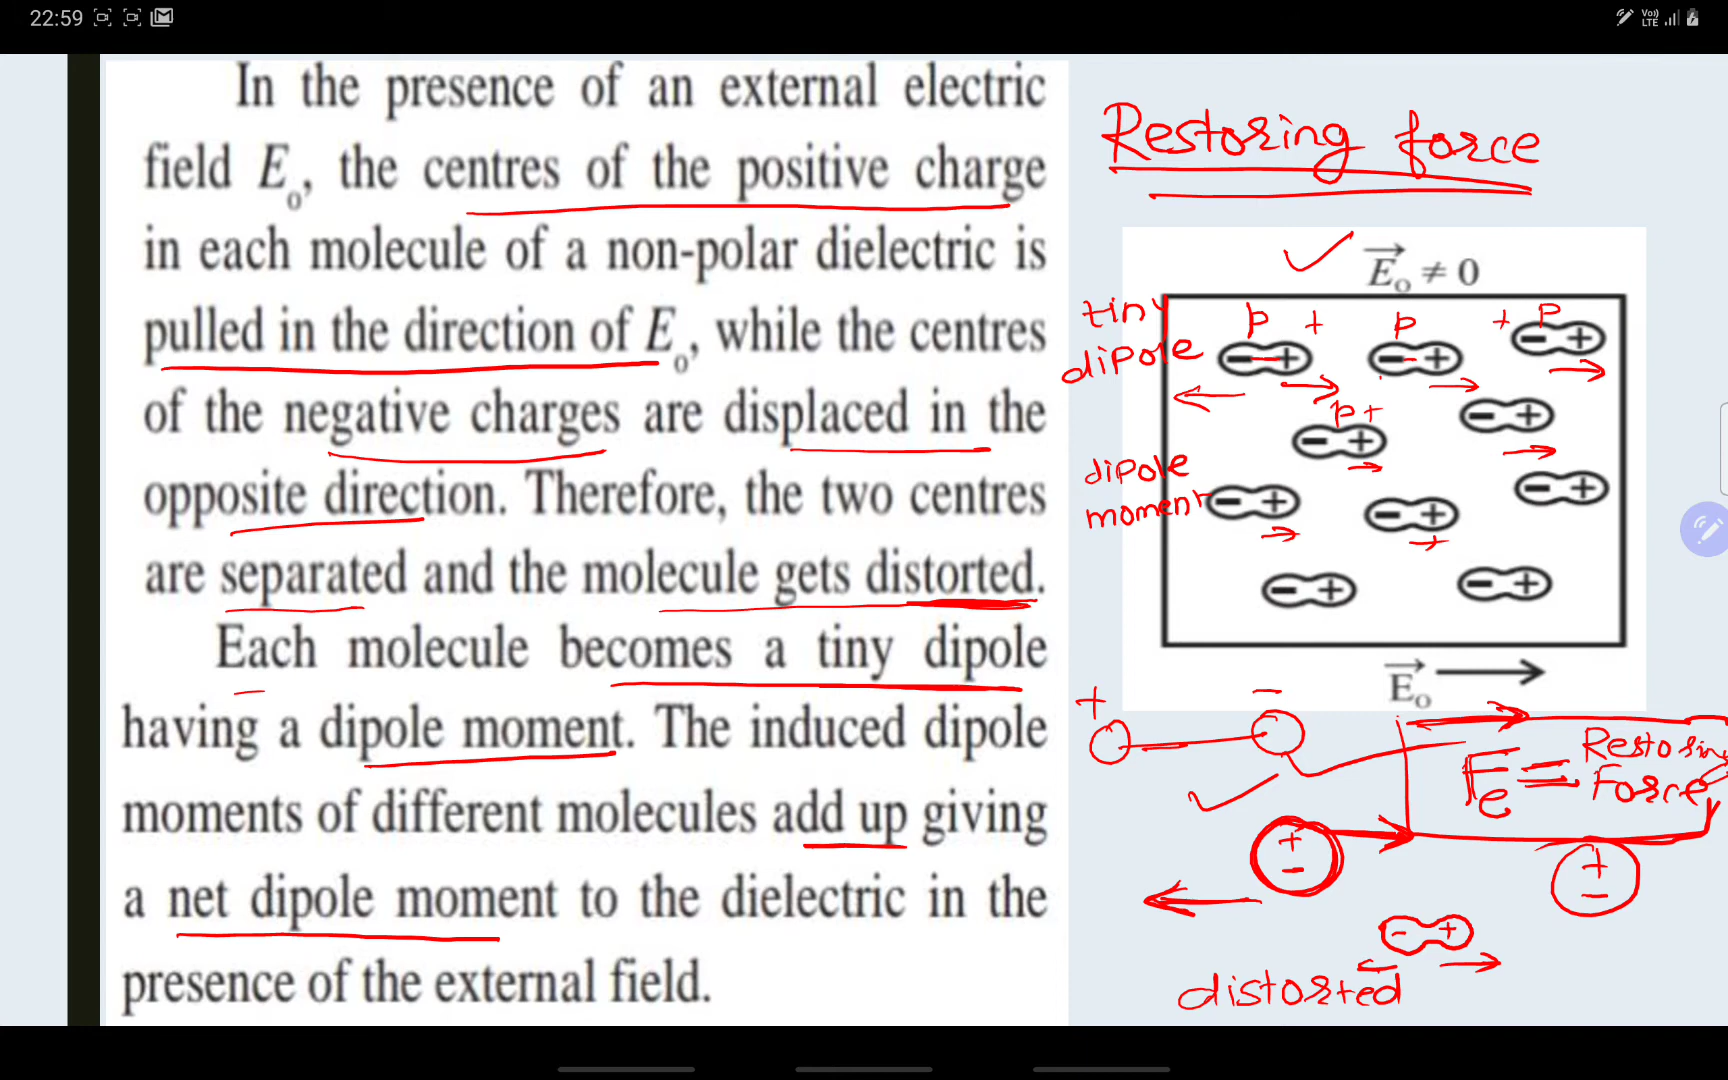 22:59
Vo) LTE
In the presence of an external electric
field E₀, the centres of the positive charge
in each molecule of a non-polar dielectric is
pulled in the direction of E₀, while the centres
of the negative charges are displaced in the
opposite direction. Therefore, the two centres
are separated and the molecule gets distorted.
Each molecule becomes a tiny dipole
having a dipole moment. The induced dipole
moments of different molecules add up giving
a net dipole moment to the dielectric in the
presence of the external field.
Restoring force
E₀ ≠ 0
tiny
dipole
P + P + P
- + - + - +
P +
- + - +
dipole
moment
- + - + - +
- + - +
E₀
+ -
Fe = Restoring
Force
+
-
+
-
- +
distorted